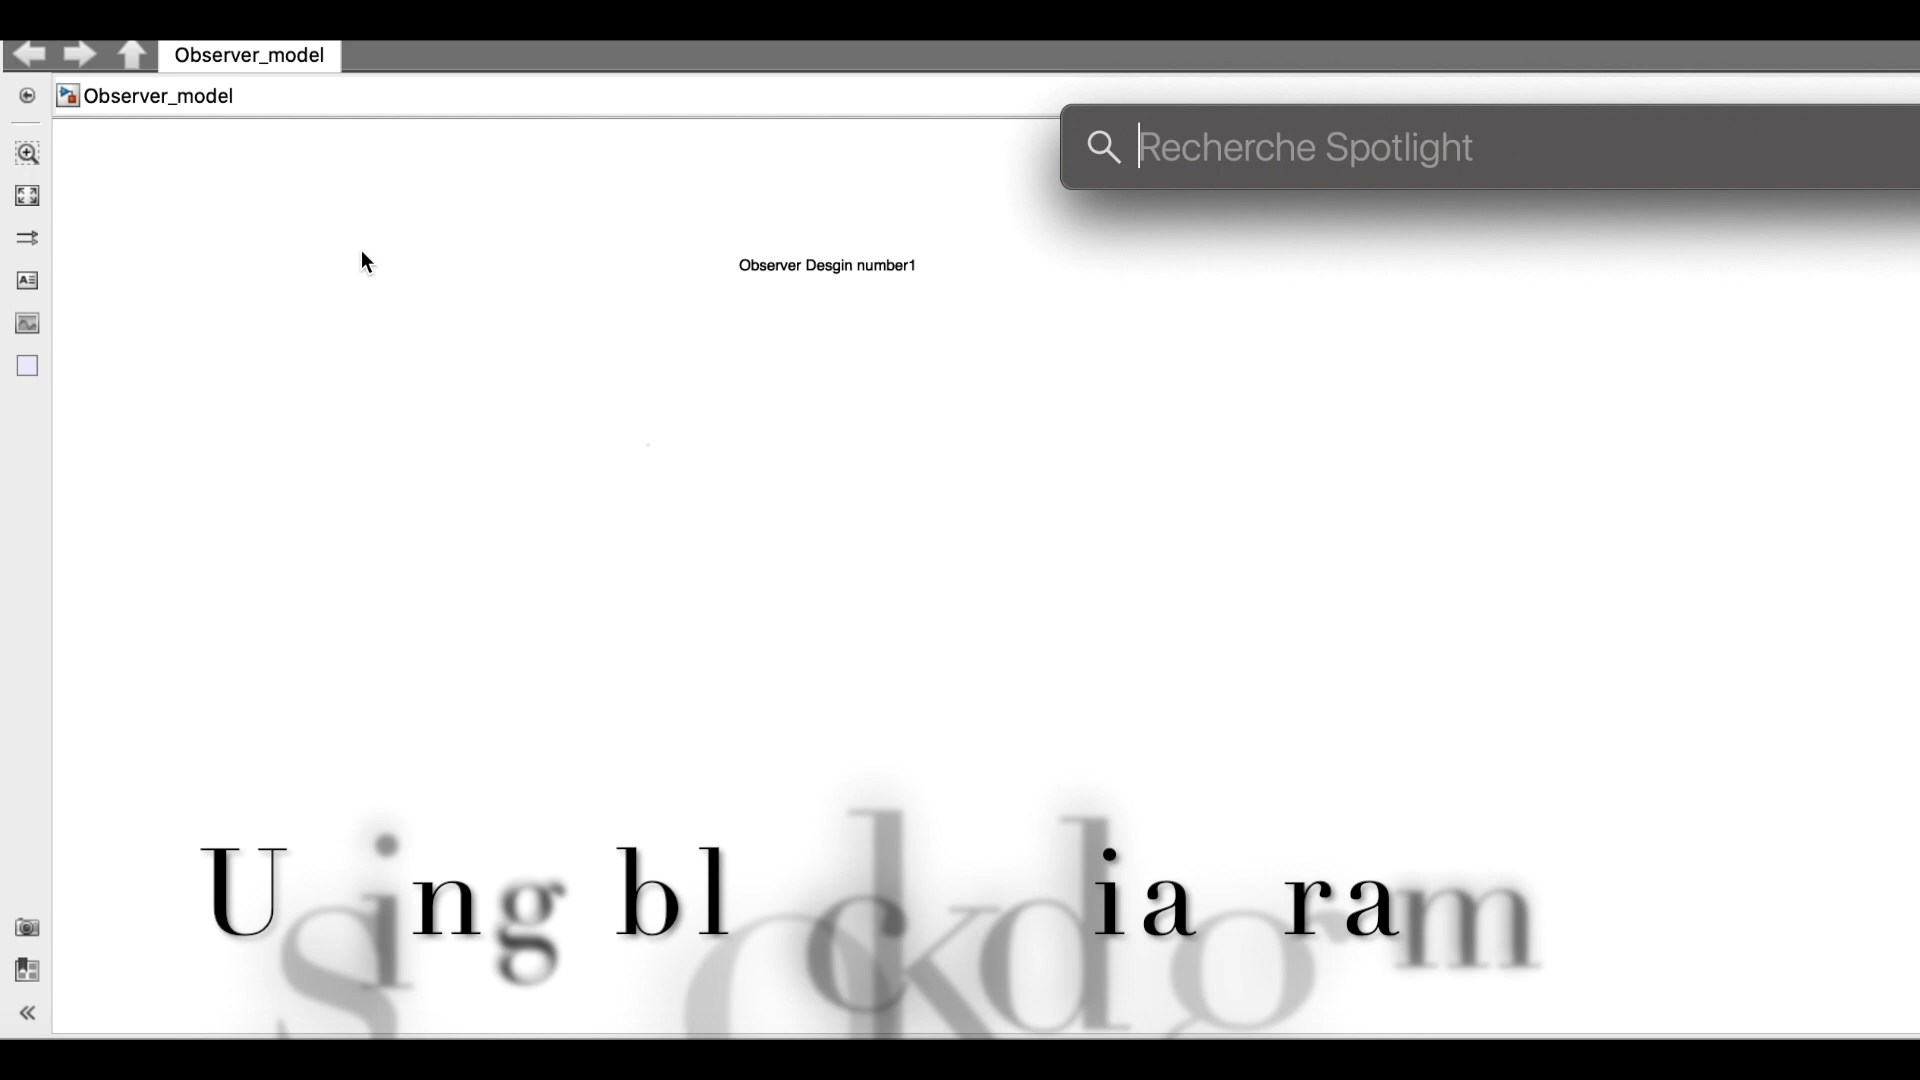 Observer_model
Observer_model
Recherche Spotlight
Observer Desgin number1
Using block diagram